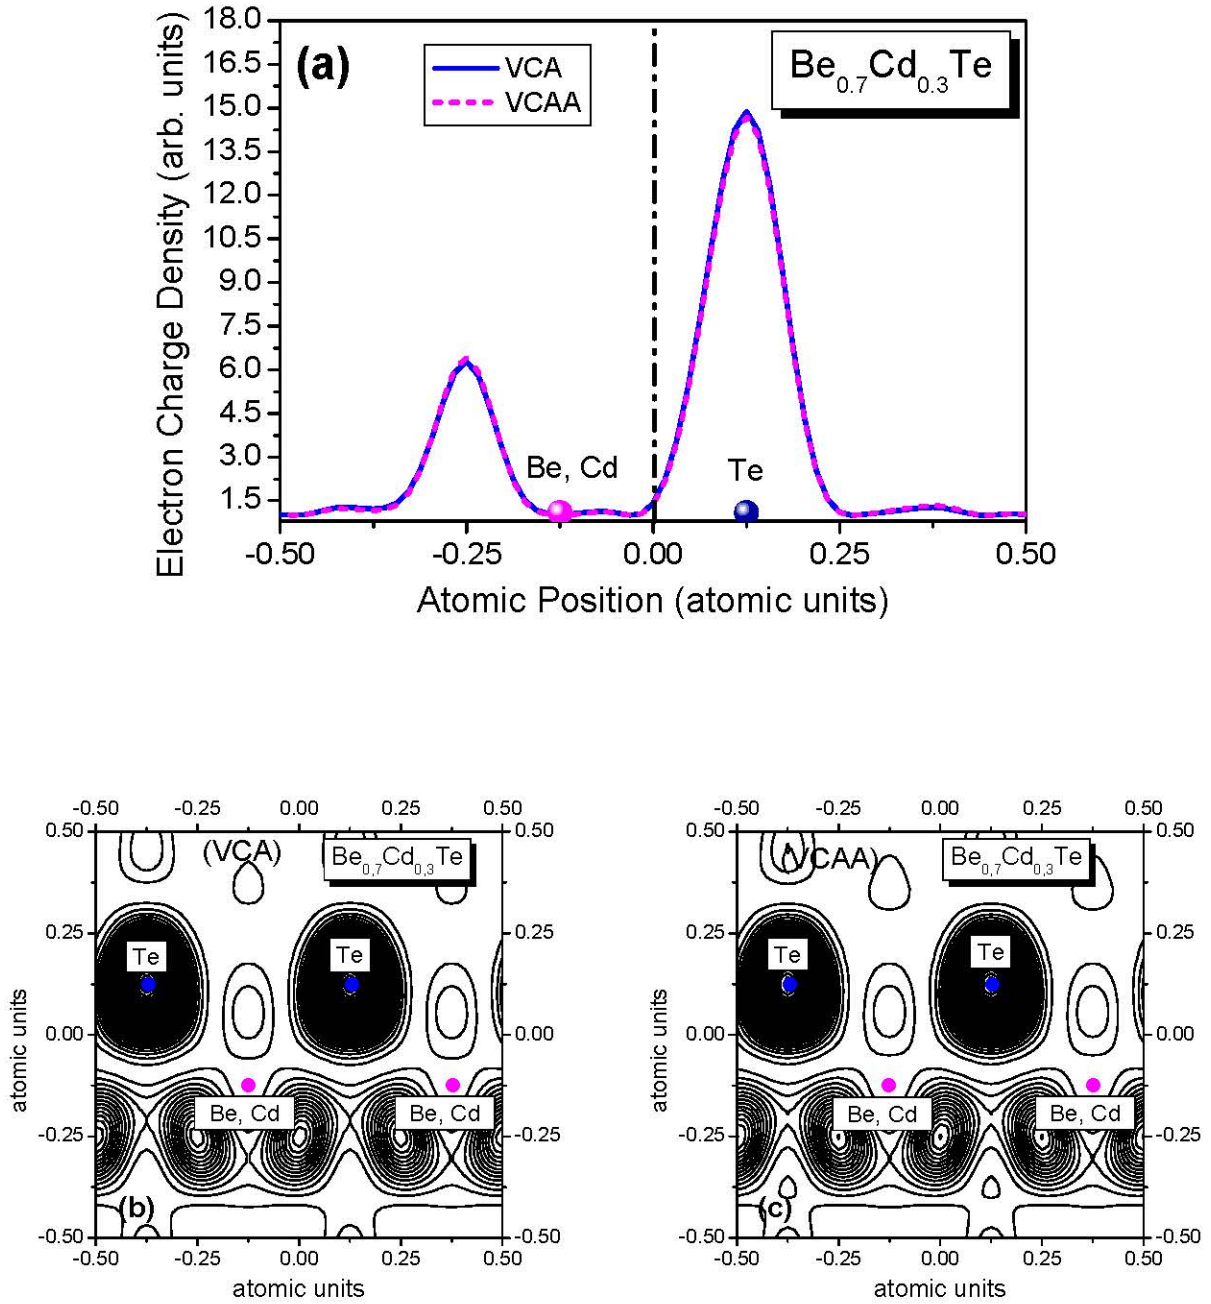 18.0
16.5
15.0
13.5
12.0
10.5
9.0
7.5
6.0
4.5
3.0
1.5
Electron Charge Density (arb. units)
(a)
VCA
VCAA
Be0.7Cd0.3Te
Be, Cd
Te
-0.50 -0.25 0.00 0.25 0.50
Atomic Position (atomic units)
-0.50 -0.25 0.00 0.25 0.50
0.50 0.50
(VCA)
Be0,7Cd0,3Te
0.25 0.25
Te Te
0.00 0.00
atomic units
Be, Cd Be, Cd
-0.25 -0.25
(b)
-0.50 -0.50
-0.50 -0.25 0.00 0.25 0.50
atomic units
-0.50 -0.25 0.00 0.25 0.50
0.50 0.50
(VCAA)
Be0,7Cd0,3Te
0.25 0.25
Te Te
0.00 0.00
atomic units
Be, Cd Be, Cd
-0.25 -0.25
(c)
-0.50 -0.50
-0.50 -0.25 0.00 0.25 0.50
atomic units